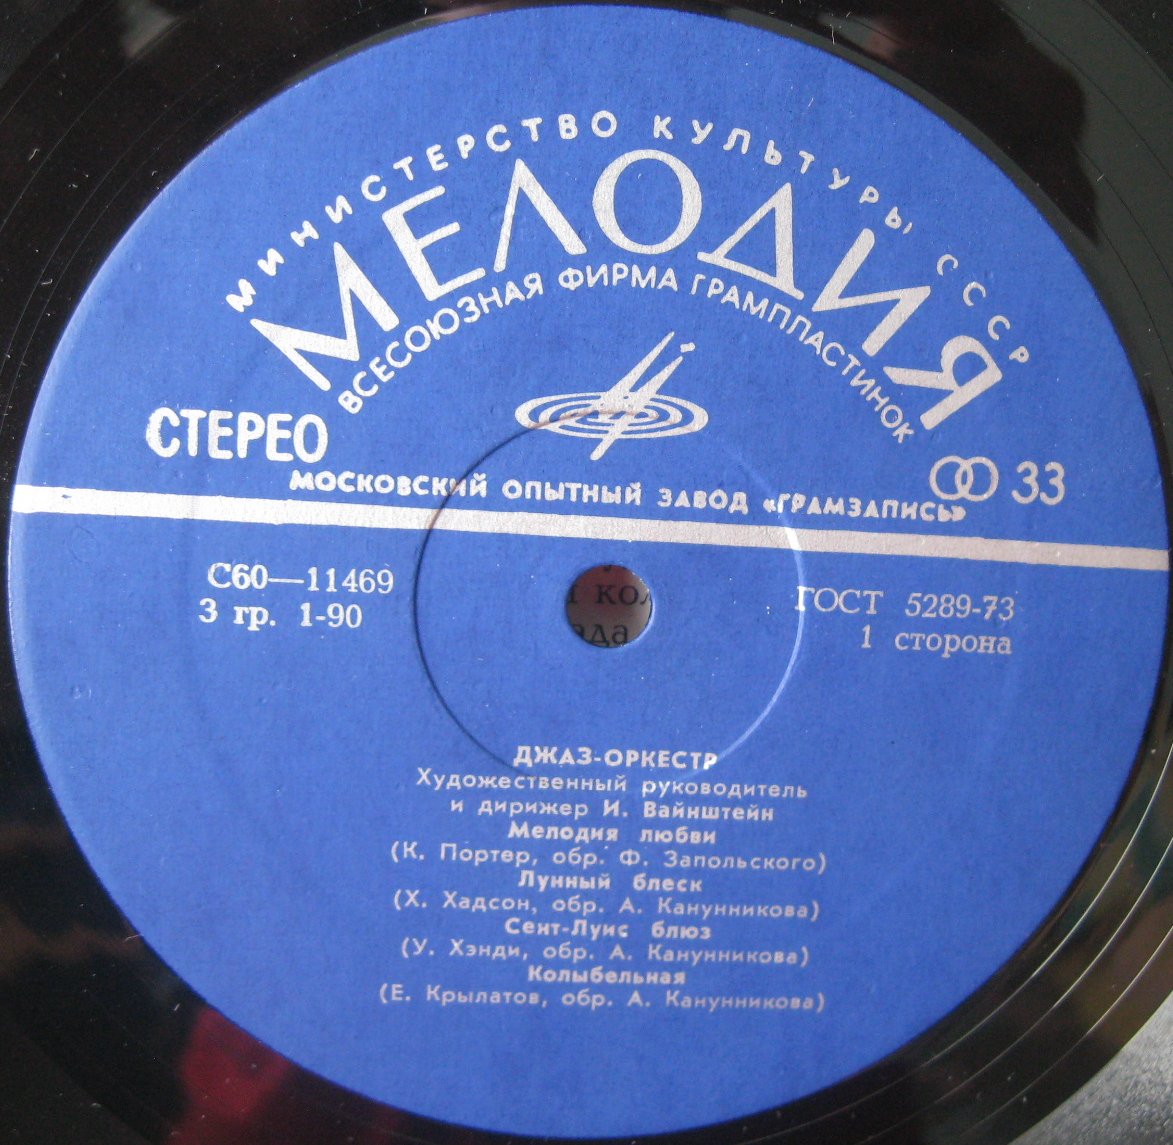 МИНИСТЕРСТВО КУЛЬТУРЫ СССР
МЕЛОДИЯ
ВСЕСОЮЗНАЯ ФИРМА ГРАМПЛАСТИНОК
СТЕРЕО
33
МОСКОВСКИЙ ОПЫТНЫЙ ЗАВОД «ГРАМЗАПИСЬ»
С60—11469
ГОСТ 5289-73
3 гр. 1-90
1 сторона
ДЖАЗ-ОРКЕСТР
Художественный руководитель
и дирижер И. Вайнштейн
Мелодия любви
(К. Портер, обр. Ф. Запольского)
Лунный блеск
(Х. Хадсон, обр. А. Канунникова)
Сент-Луис блюз
(У. Хэнди, обр. А. Канунникова)
Колыбельная
(Е. Крылатов, обр. А. Канунникова)